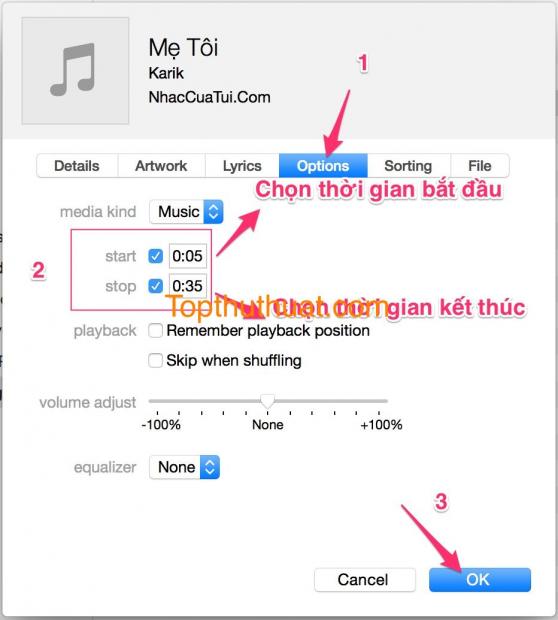 Mẹ Tôi
Karik
NhacCuaTui.Com
1
Details Artwork Lyrics Options Sorting File
Chọn thời gian bắt đầu
media kind Music
2
start 0:05
stop 0:35
Topthuthuat.com
Chọn thời gian kết thúc
playback Remember playback position
Skip when shuffling
volume adjust
-100% None +100%
equalizer None
3
Cancel OK